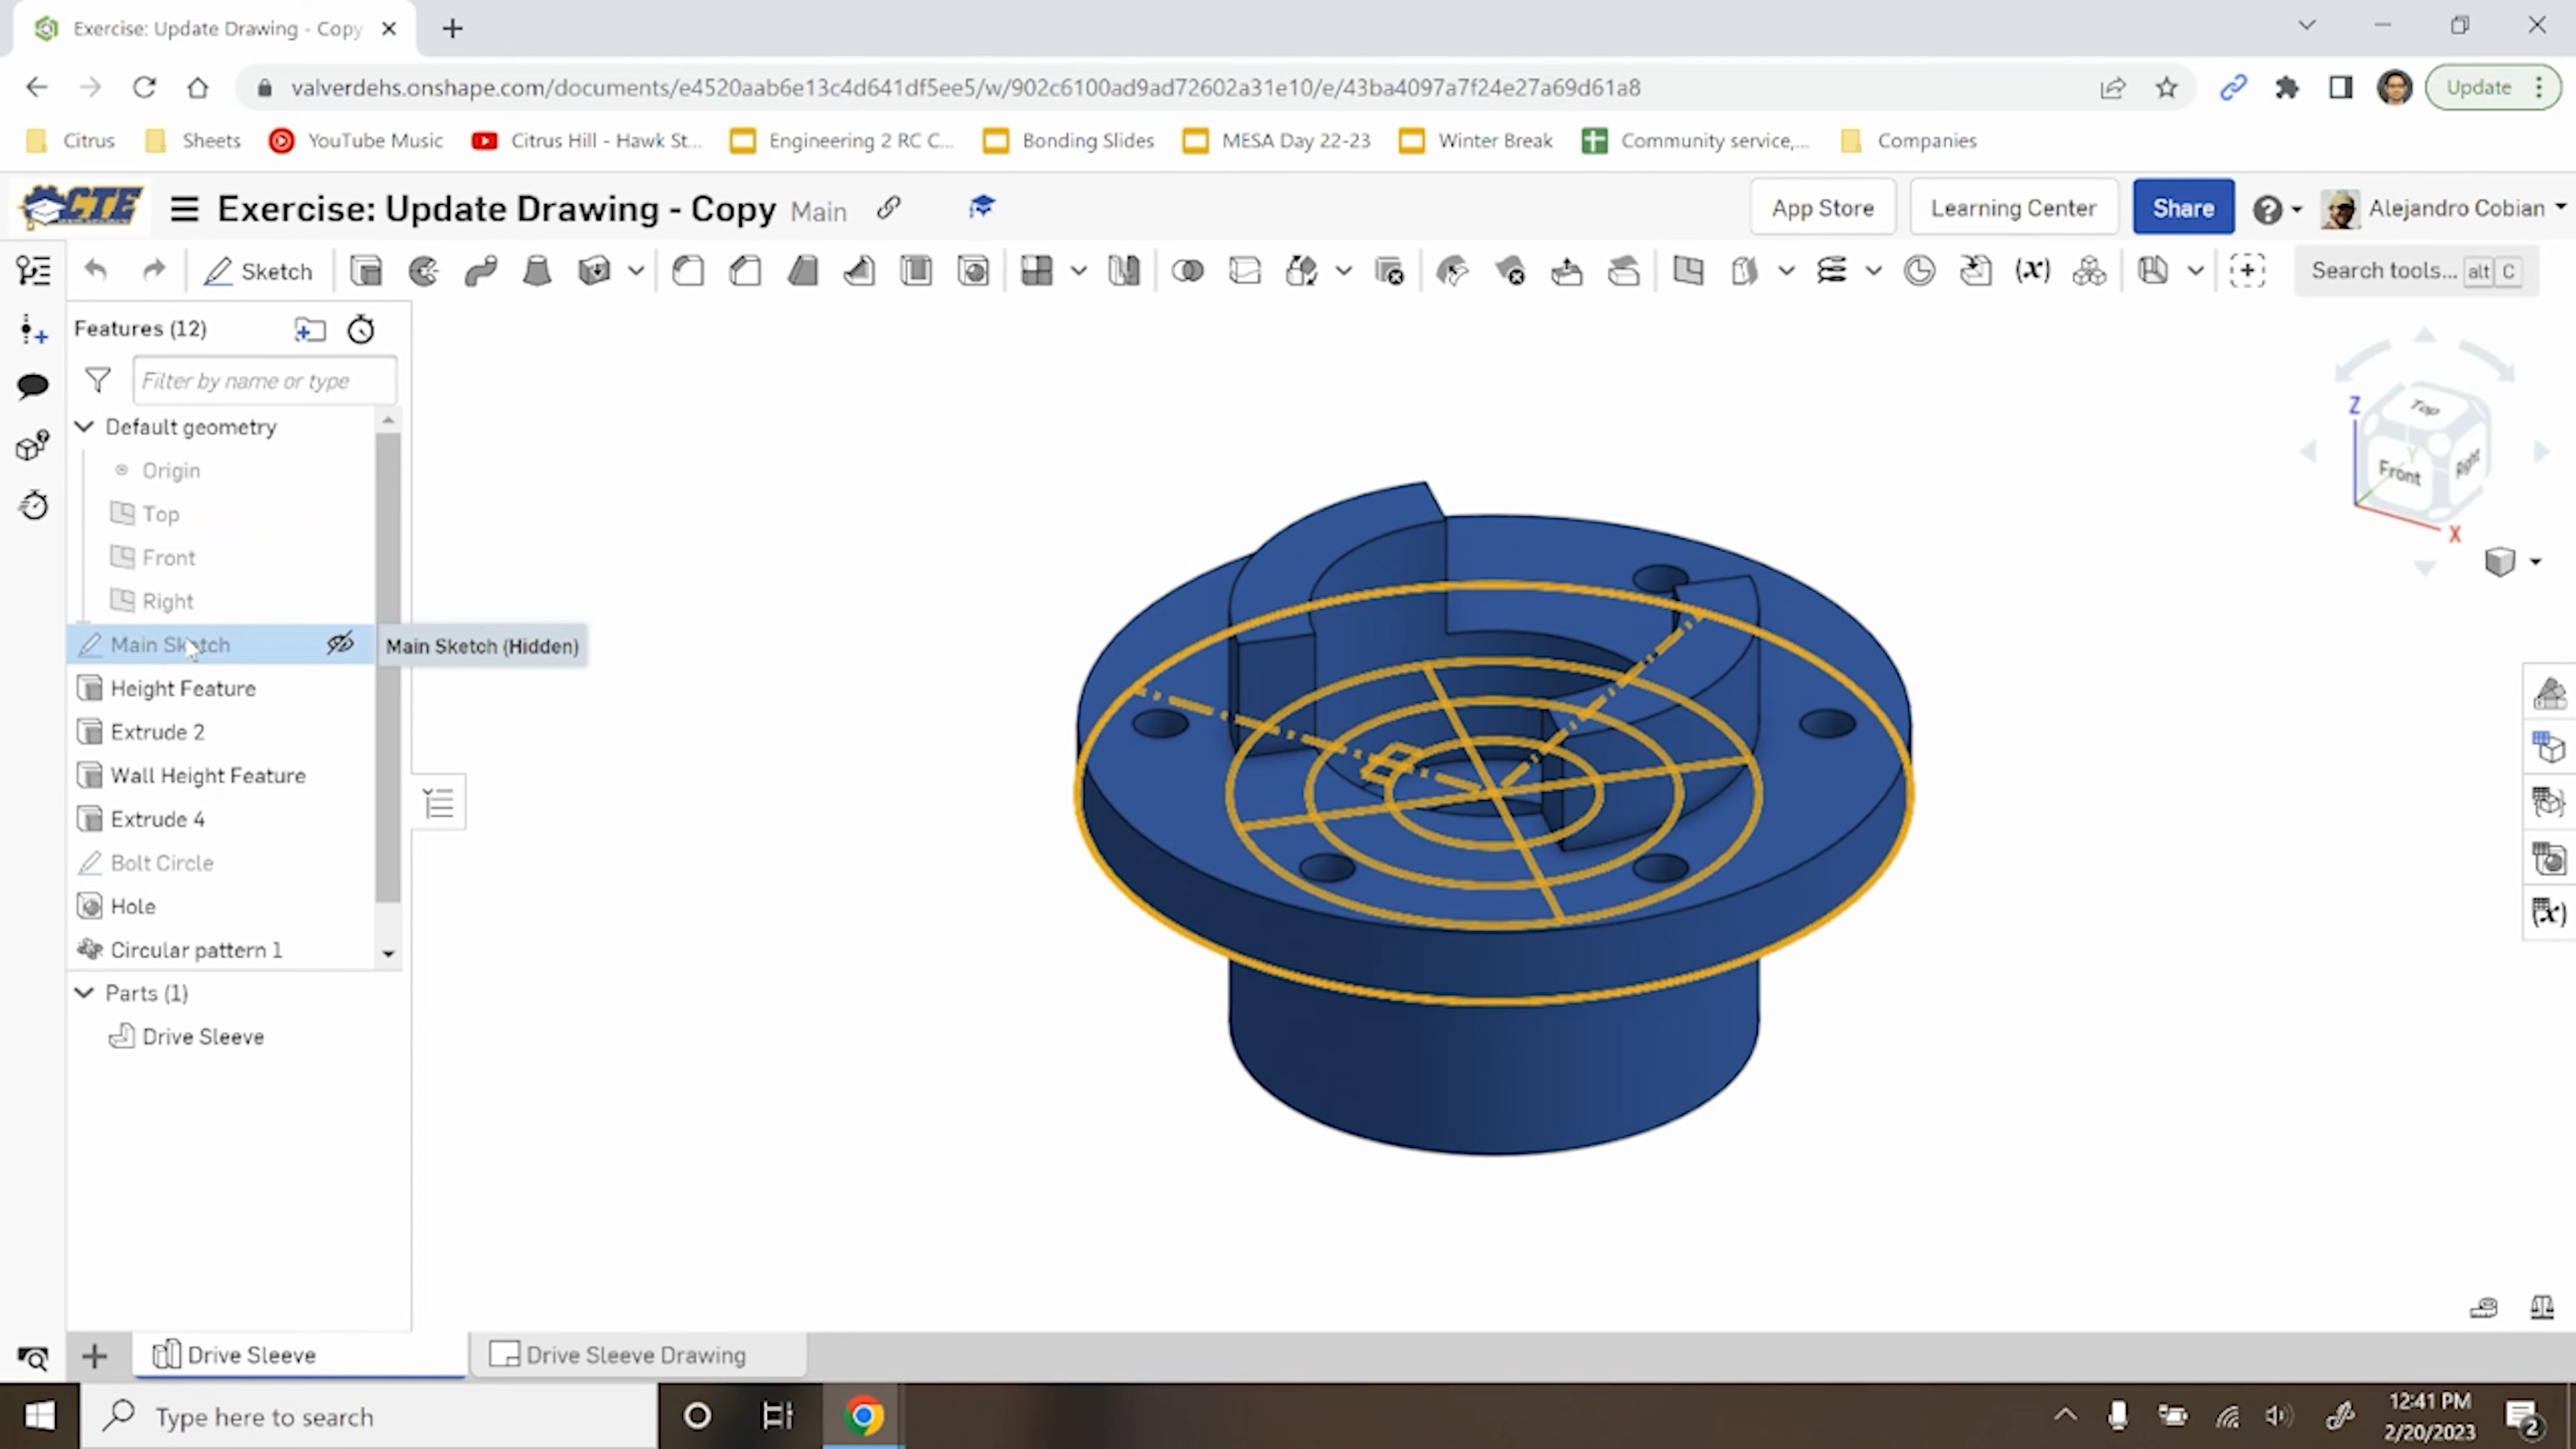 Exercise: Update Drawing - Copy
valverdehs.onshape.com/documents/e4520aab6e13c4d641df5ee5/w/902c6100ad9ad72602a31e10/e/43ba4097a7f24e27a69d61a8
Update
Citrus
Sheets
YouTube Music
Citrus Hill - Hawk St...
Engineering 2 RC C...
Bonding Slides
MESA Day 22-23
Winter Break
Community service,...
Companies
CTE
Exercise: Update Drawing - Copy Main
App Store
Learning Center
Share
Alejandro Cobian
Sketch
(x)
Search tools... alt C
Features (12)
Filter by name or type
Default geometry
Origin
Top
Front
Right
Main Sketch
Main Sketch (Hidden)
Height Feature
Extrude 2
Wall Height Feature
Extrude 4
Bolt Circle
Hole
Circular pattern 1
Parts (1)
Drive Sleeve
Z
Top
Y
Front
Right
X
(x)
Drive Sleeve
Drive Sleeve Drawing
Type here to search
12:41 PM
2/20/2023
2